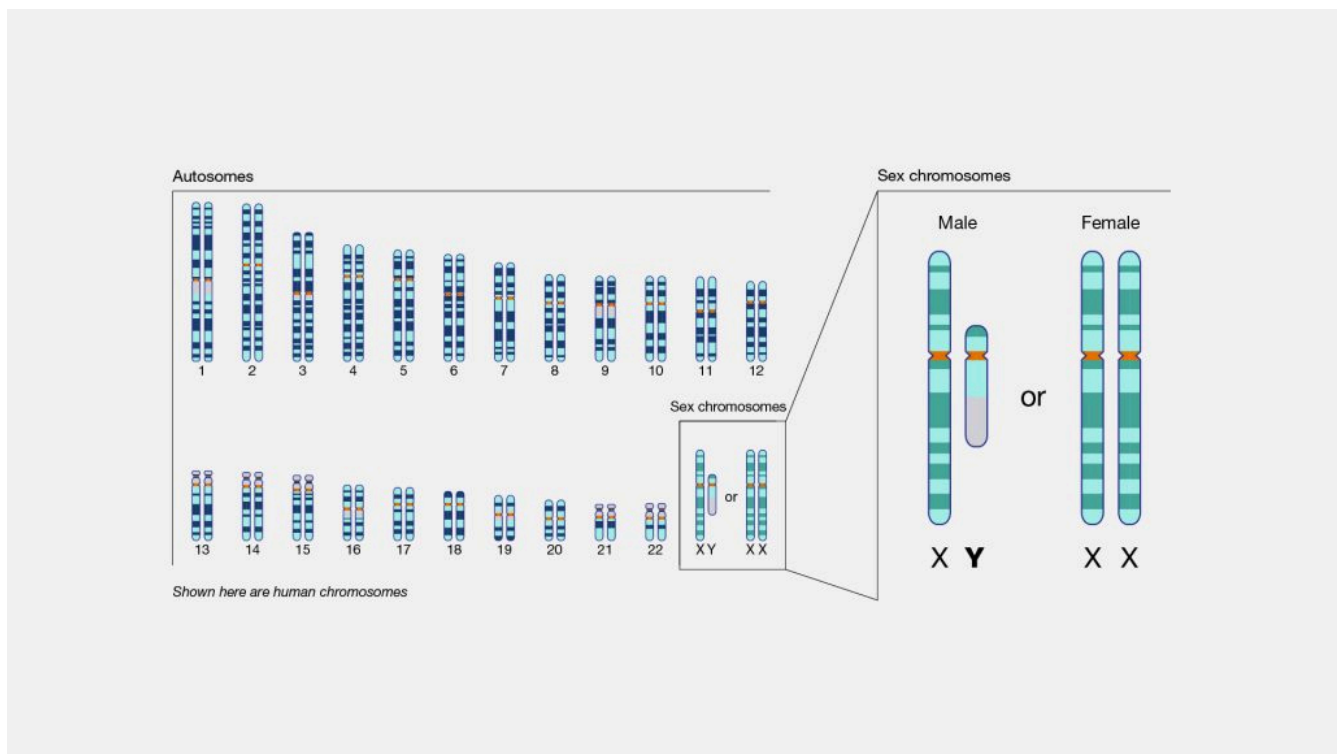 Autosomes
1 2 3 4 5 6 7 8 9 10 11 12
13 14 15 16 17 18 19 20 21 22
Sex chromosomes
or
X Y X X
Shown here are human chromosomes
Sex chromosomes
Male Female
or
X Y X X